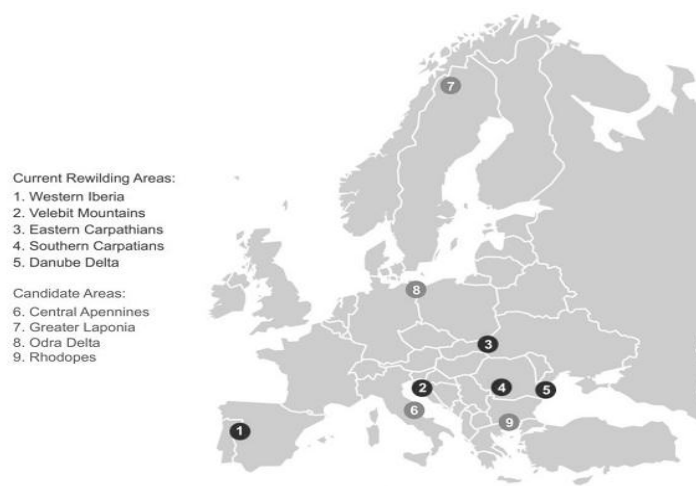 Current Rewilding Areas:
1. Western Iberia
2. Velebit Mountains
3. Eastern Carpathians
4. Southern Carpatians
5. Danube Delta
Candidate Areas:
6. Central Apennines
7. Greater Laponia
8. Odra Delta
9. Rhodopes
7
8
3
2
4
5
6
9
1